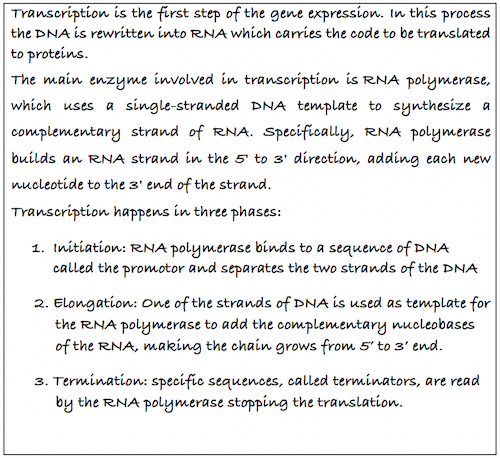 Transcription is the first step of the gene expression. In this process
the DNA is rewritten into RNA which carries the code to be translated
to proteins.
The main enzyme involved in transcription is RNA polymerase,
which uses a single-stranded DNA template to synthesize a
complementary strand of RNA. Specifically, RNA polymerase
builds an RNA strand in the 5' to 3' direction, adding each new
nucleotide to the 3' end of the strand.
Transcription happens in three phases:
1. Initiation: RNA polymerase binds to a sequence of DNA
called the promotor and separates the two strands of the DNA
2. Elongation: One of the strands of DNA is used as template for
the RNA polymerase to add the complementary nucleobases
of the RNA, making the chain grows from 5' to 3' end.
3. Termination: specific sequences, called terminators, are read
by the RNA polymerase stopping the translation.